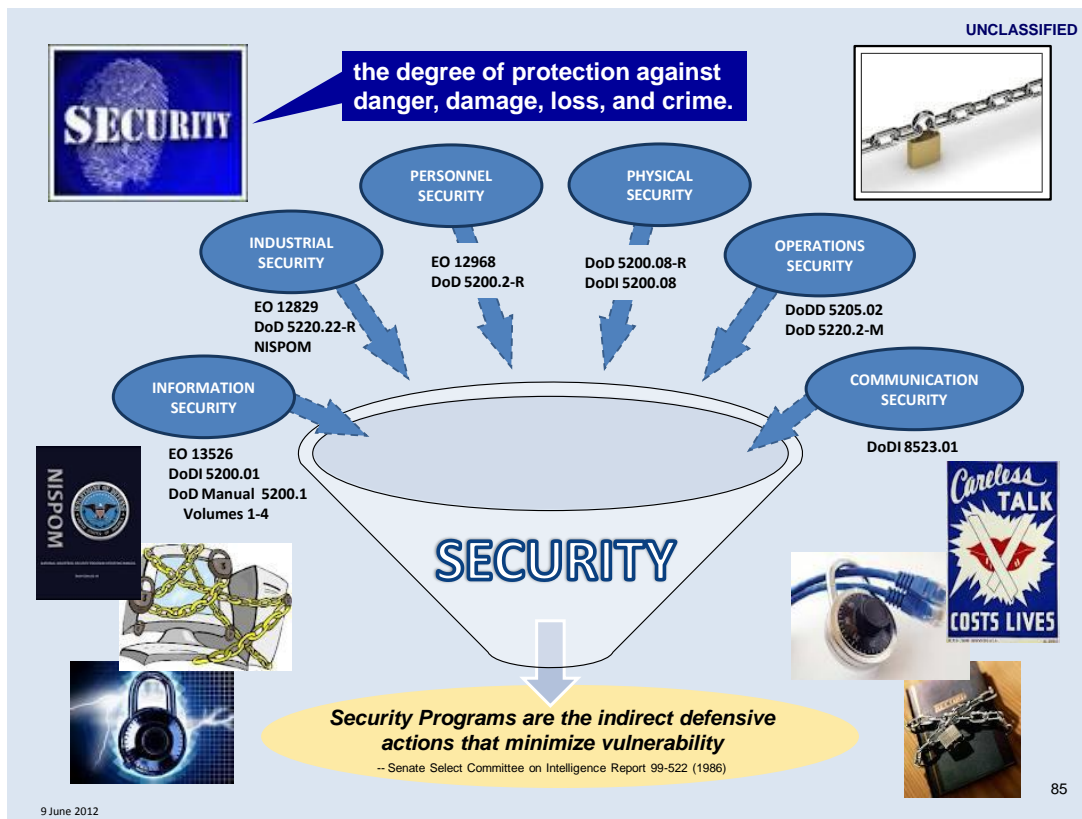 UNCLASSIFIED
the degree of protection against
danger, damage, loss, and crime.
SECURITY
PERSONNEL
SECURITY
PHYSICAL
SECURITY
INDUSTRIAL
SECURITY
OPERATIONS
SECURITY
EO 12968
DoD 5200.2-R
DoD 5200.08-R
DoDI 5200.08
EO 12829
DoD 5220.22-R
NISPOM
DoDD 5205.02
DoD 5220.2-M
INFORMATION
SECURITY
COMMUNICATION
SECURITY
EO 13526
DoDI 5200.01
DoD Manual 5200.1
Volumes 1-4
DoDI 8523.01
NISPOM
Careless
TALK
COSTS LIVES
SECURITY
Security Programs are the indirect defensive
actions that minimize vulnerability
-- Senate Select Committee on Intelligence Report 99-522 (1986)
85
9 June 2012